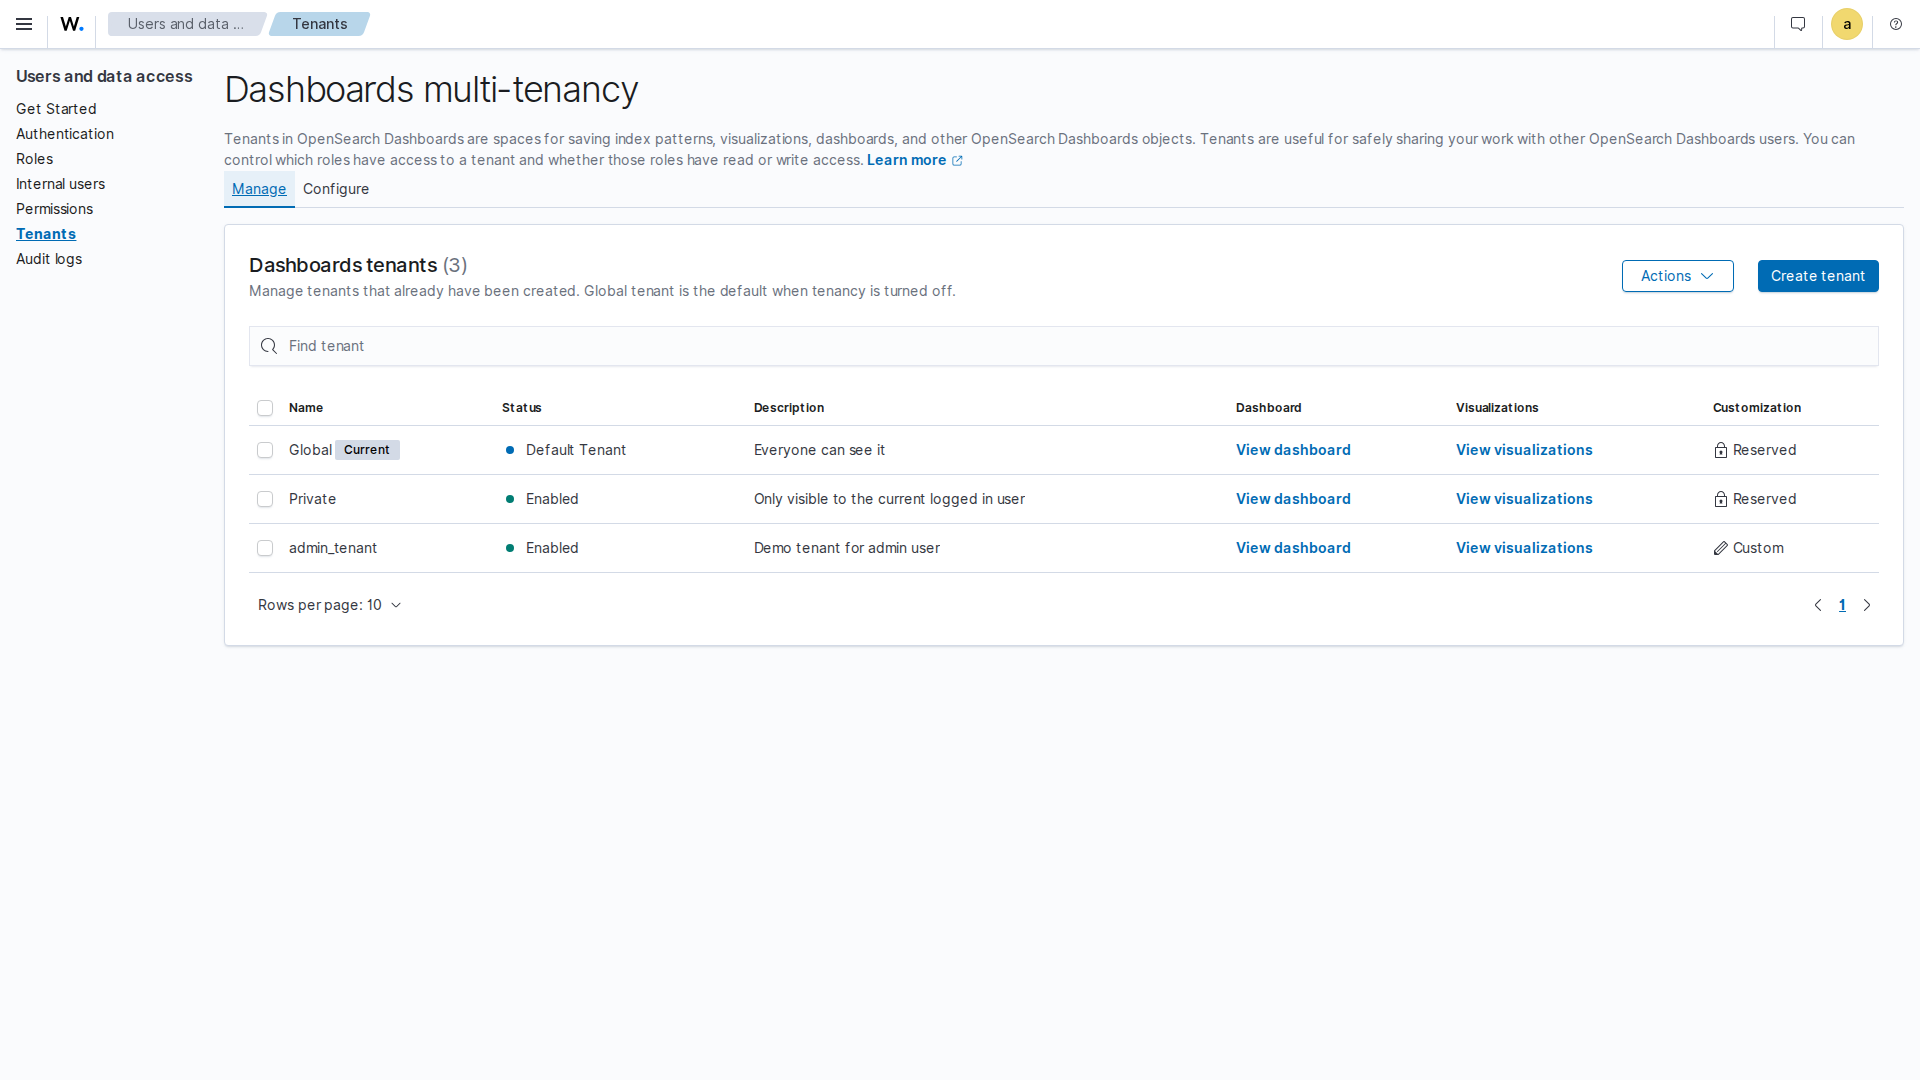 W.
Users and data ...
Tenants
a
Users and data access
Get Started
Authentication
Roles
Internal users
Permissions
Tenants
Audit logs
Dashboards multi-tenancy
Tenants in OpenSearch Dashboards are spaces for saving index patterns, visualizations, dashboards, and other OpenSearch Dashboards objects. Tenants are useful for safely sharing your work with other OpenSearch Dashboards users. You can
control which roles have access to a tenant and whether those roles have read or write access. Learn more
Manage Configure
Dashboards tenants (3)
Manage tenants that already have been created. Global tenant is the default when tenancy is turned off.
Actions
Create tenant
Find tenant
Name Status Description Dashboard Visualizations Customization
Global Current Default Tenant Everyone can see it View dashboard View visualizations Reserved
Private Enabled Only visible to the current logged in user View dashboard View visualizations Reserved
admin_tenant Enabled Demo tenant for admin user View dashboard View visualizations Custom
Rows per page: 10
1